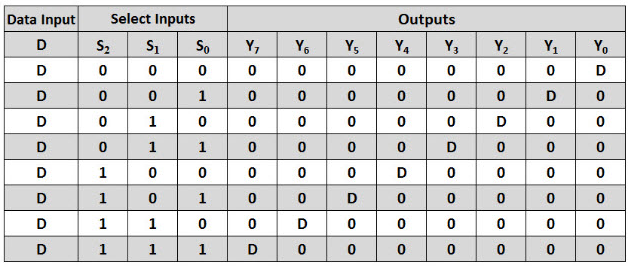 Data Input Select Inputs Outputs
D S₂ S₁ S₀ Y₇ Y₆ Y₅ Y₄ Y₃ Y₂ Y₁ Y₀
D 0 0 0 0 0 0 0 0 0 0 D
D 0 0 1 0 0 0 0 0 0 D 0
D 0 1 0 0 0 0 0 0 D 0 0
D 0 1 1 0 0 0 0 D 0 0 0
D 1 0 0 0 0 0 D 0 0 0 0
D 1 0 1 0 0 D 0 0 0 0 0
D 1 1 0 0 D 0 0 0 0 0 0
D 1 1 1 D 0 0 0 0 0 0 0